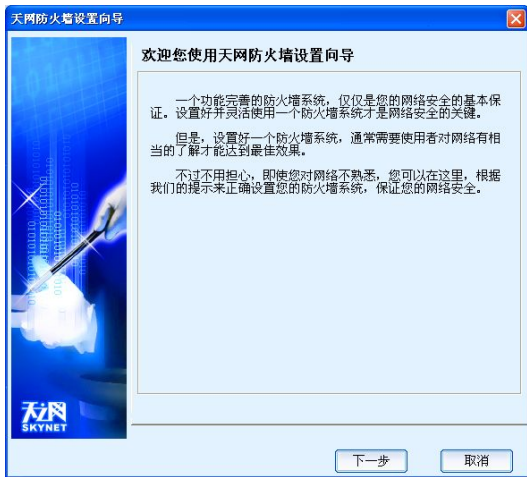 天网防火墙设置向导
欢迎您使用天网防火墙设置向导
一个功能完善的防火墙系统，仅仅是您的网络安全的基本保
证。设置好并灵活使用一个防火墙系统才是网络安全的关键。
但是，设置好一个防火墙系统，通常需要使用者对网络有相
当的了解才能达到最佳效果。
不过不用担心，即使您对网络不熟悉，您可以在这里，根据
我们的提示来正确设置您的防火墙系统，保证您的网络安全。
天网
SKYNET
下一步
取消